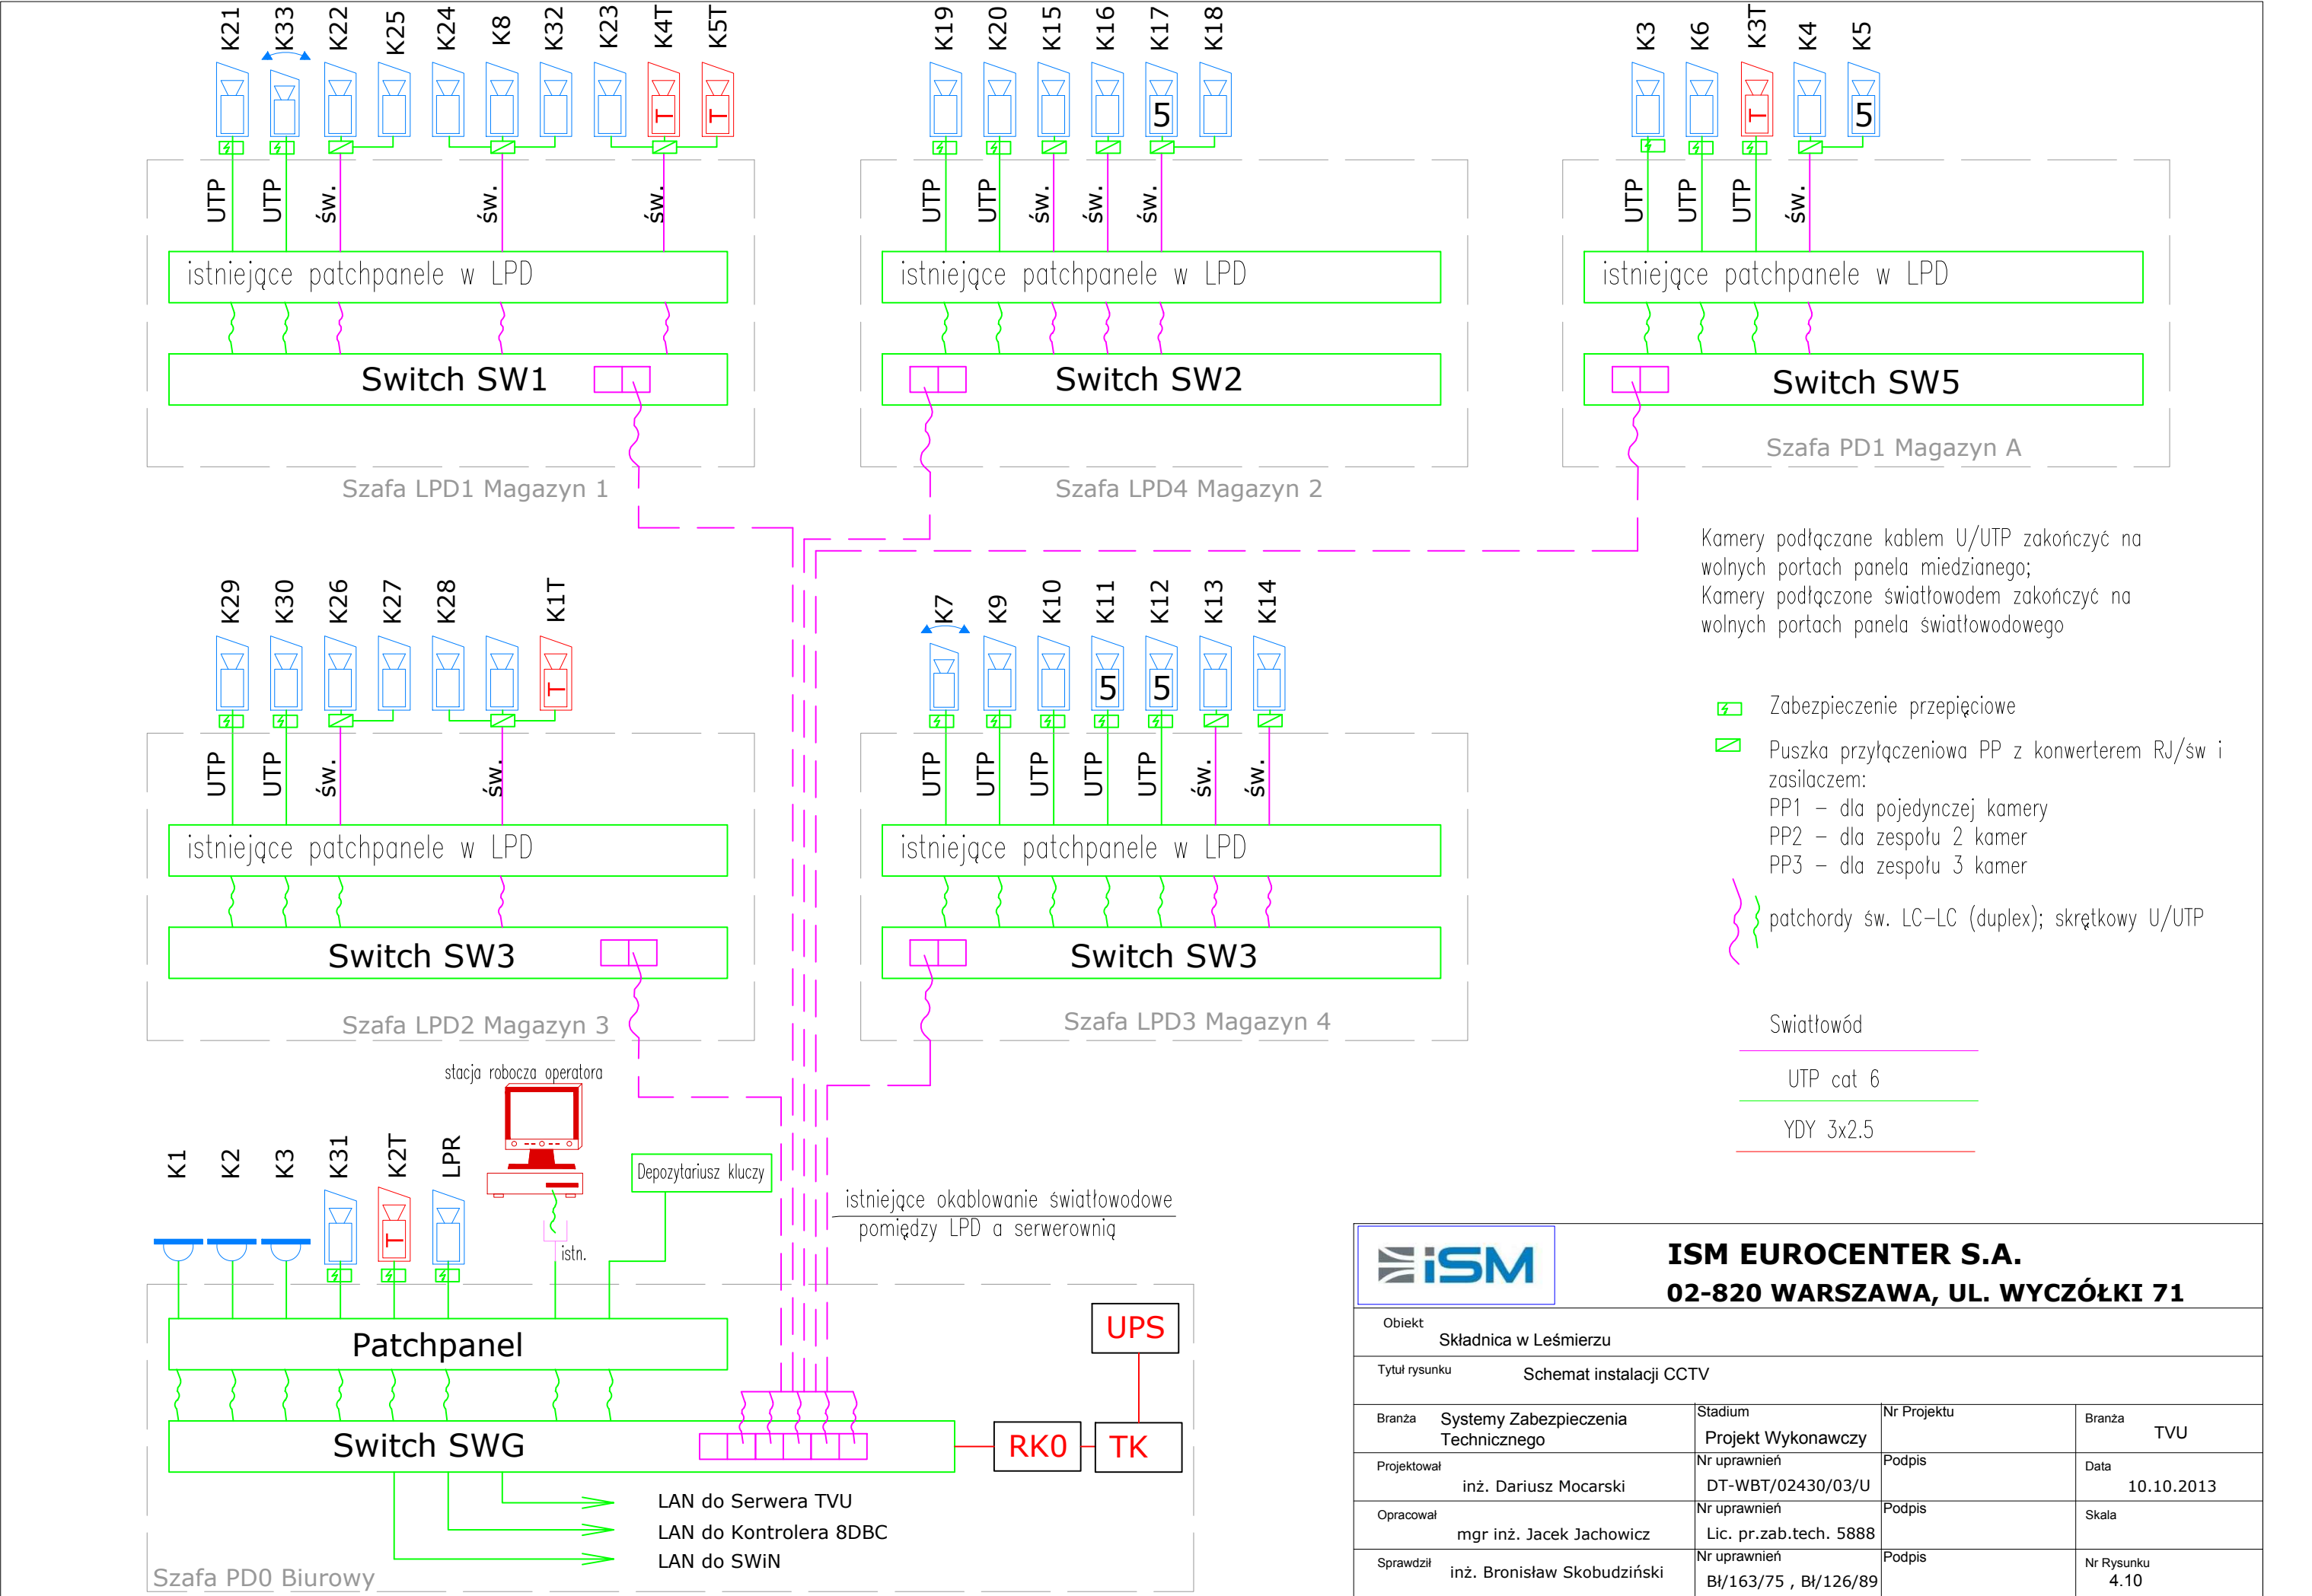 K21 K33 K22 K25 K24 K8 K32 K23 K4T K5T
T T
UTP UTP św. św. św.
istniejące patchpanele w LPD
Switch SW1
Szafa LPD1 Magazyn 1
K19 K20 K15 K16 K17 K18
5
UTP UTP św. św. św.
istniejące patchpanele w LPD
Switch SW2
Szafa LPD4 Magazyn 2
K3 K6 K3T K4 K5
T 5
UTP UTP UTP św.
istniejące patchpanele w LPD
Switch SW5
Szafa PD1 Magazyn A
K29 K30 K26 K27 K28 K1T
T
UTP UTP św. św.
istniejące patchpanele w LPD
Switch SW3
Szafa LPD2 Magazyn 3
K7 K9 K10 K11 K12 K13 K14
5 5
UTP UTP UTP UTP UTP św. św.
istniejące patchpanele w LPD
Switch SW3
Szafa LPD3 Magazyn 4
Kamery podłączane kablem U/UTP zakończyć na
wolnych portach panela miedzianego;
Kamery podłączone światłowodem zakończyć na
wolnych portach panela światłowodowego
Zabezpieczenie przepięciowe
Puszka przyłączeniowa PP z konwerterem RJ/św i
zasilaczem:
PP1 – dla pojedynczej kamery
PP2 – dla zespołu 2 kamer
PP3 – dla zespołu 3 kamer
patchordy św. LC–LC (duplex); skrętkowy U/UTP
Swiatłowód
UTP cat 6
YDY 3x2.5
stacja robocza operatora
K1 K2 K3 K31 K2T LPR
T
istn.
Depozytariusz kluczy
istniejące okablowanie światłowodowe
pomiędzy LPD a serwerownią
Patchpanel
Switch SWG
UPS
RK0
TK
LAN do Serwera TVU
LAN do Kontrolera 8DBC
LAN do SWiN
Szafa PD0 Biurowy
iSM
ISM EUROCENTER S.A.
02-820 WARSZAWA, UL. WYCZÓŁKI 71
Obiekt
Składnica w Leśmierzu
Tytuł rysunku
Schemat instalacji CCTV
Branża
Systemy Zabezpieczenia
Technicznego
Stadium
Projekt Wykonawczy
Nr Projektu
Branża
TVU
Projektował
inż. Dariusz Mocarski
Nr uprawnień
DT-WBT/02430/03/U
Podpis
Data
10.10.2013
Opracował
mgr inż. Jacek Jachowicz
Nr uprawnień
Lic. pr.zab.tech. 5888
Podpis
Skala
Sprawdził
inż. Bronisław Skobudziński
Nr uprawnień
Bł/163/75 , Bł/126/89
Podpis
Nr Rysunku
4.10